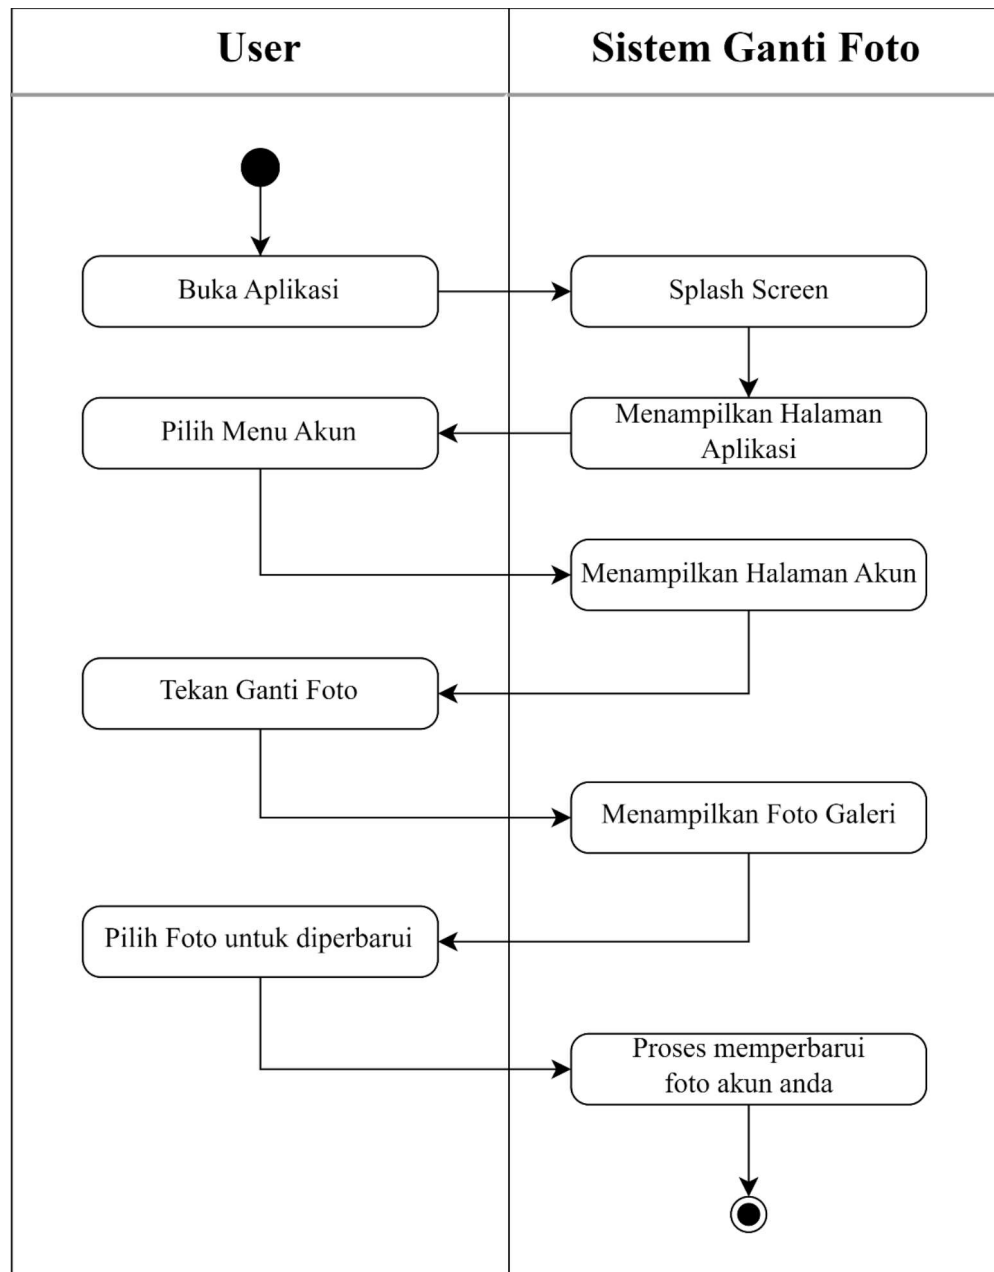 User
Sistem Ganti Foto
Buka Aplikasi
Splash Screen
Menampilkan Halaman
Aplikasi
Pilih Menu Akun
Menampilkan Halaman Akun
Tekan Ganti Foto
Menampilkan Foto Galeri
Pilih Foto untuk diperbarui
Proses memperbarui
foto akun anda